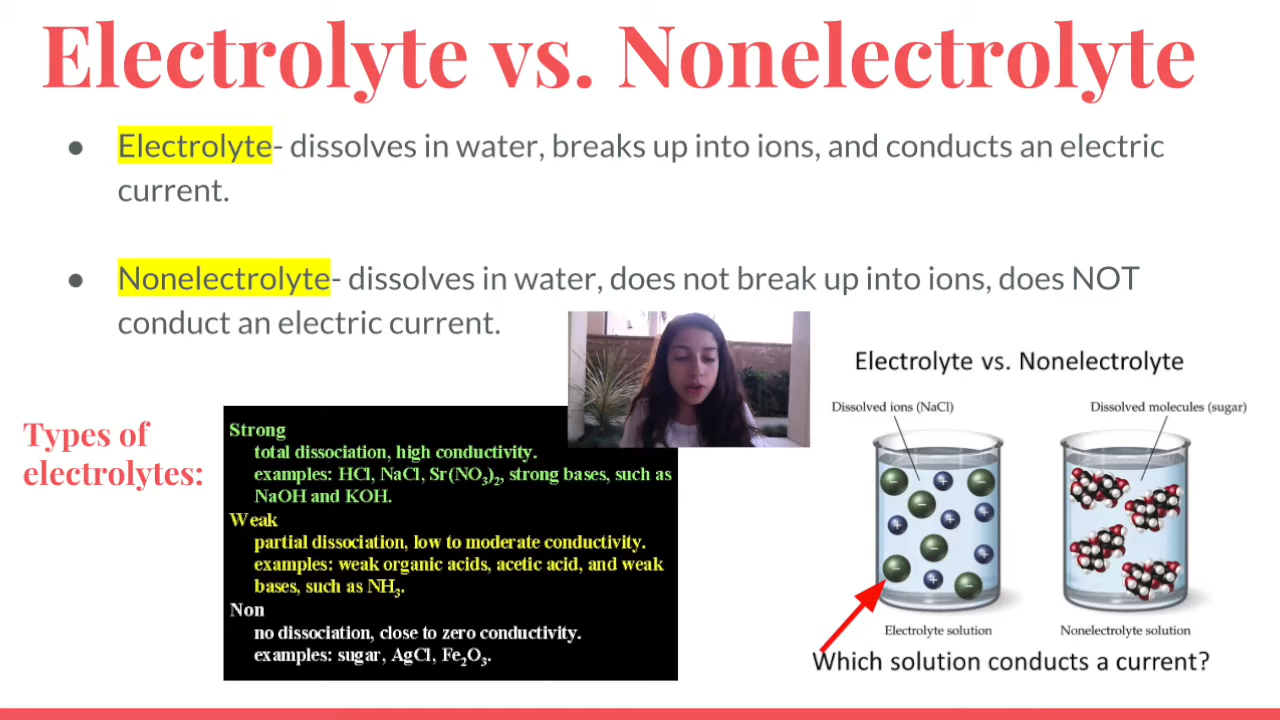 Electrolyte vs. Nonelectrolyte
● Electrolyte- dissolves in water, breaks up into ions, and conducts an electric
current.
● Nonelectrolyte- dissolves in water, does not break up into ions, does NOT
conduct an electric current.
Types of
electrolytes:
Strong
total dissociation, high conductivity.
examples: HCl, NaCl, Sr(NO₃)₂, strong bases, such as
NaOH and KOH.
Weak
partial dissociation, low to moderate conductivity.
examples: weak organic acids, acetic acid, and weak
bases, such as NH₃.
Non
no dissociation, close to zero conductivity.
examples: sugar, AgCl, Fe₂O₃.
Electrolyte vs. Nonelectrolyte
Dissolved ions (NaCl)
Dissolved molecules (sugar)
− + −
− +
+ +
− +
− + −
Electrolyte solution
Nonelectrolyte solution
Which solution conducts a current?